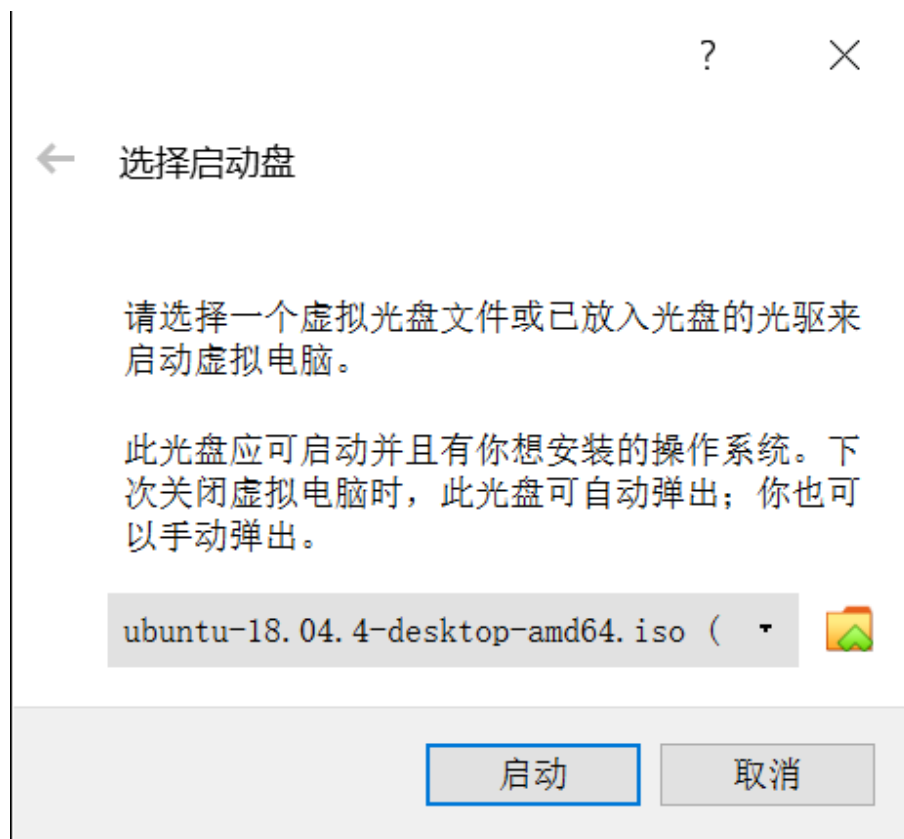 ?
选择启动盘
请选择一个虚拟光盘文件或已放入光盘的光驱来
启动虚拟电脑。
此光盘应可启动并且有你想安装的操作系统。下
次关闭虚拟电脑时，此光盘可自动弹出；你也可
以手动弹出。
ubuntu-18.04.4-desktop-amd64.iso (
启动 取消